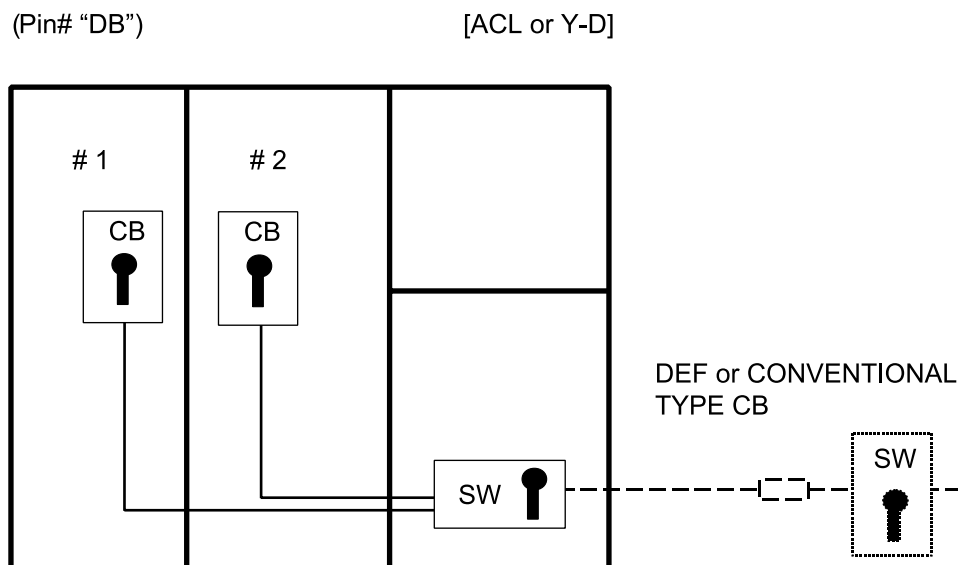 (Pin# “DB”) [ACL or Y-D]
# 1 # 2
CB CB
DEF or CONVENTIONAL
TYPE CB
SW
SW